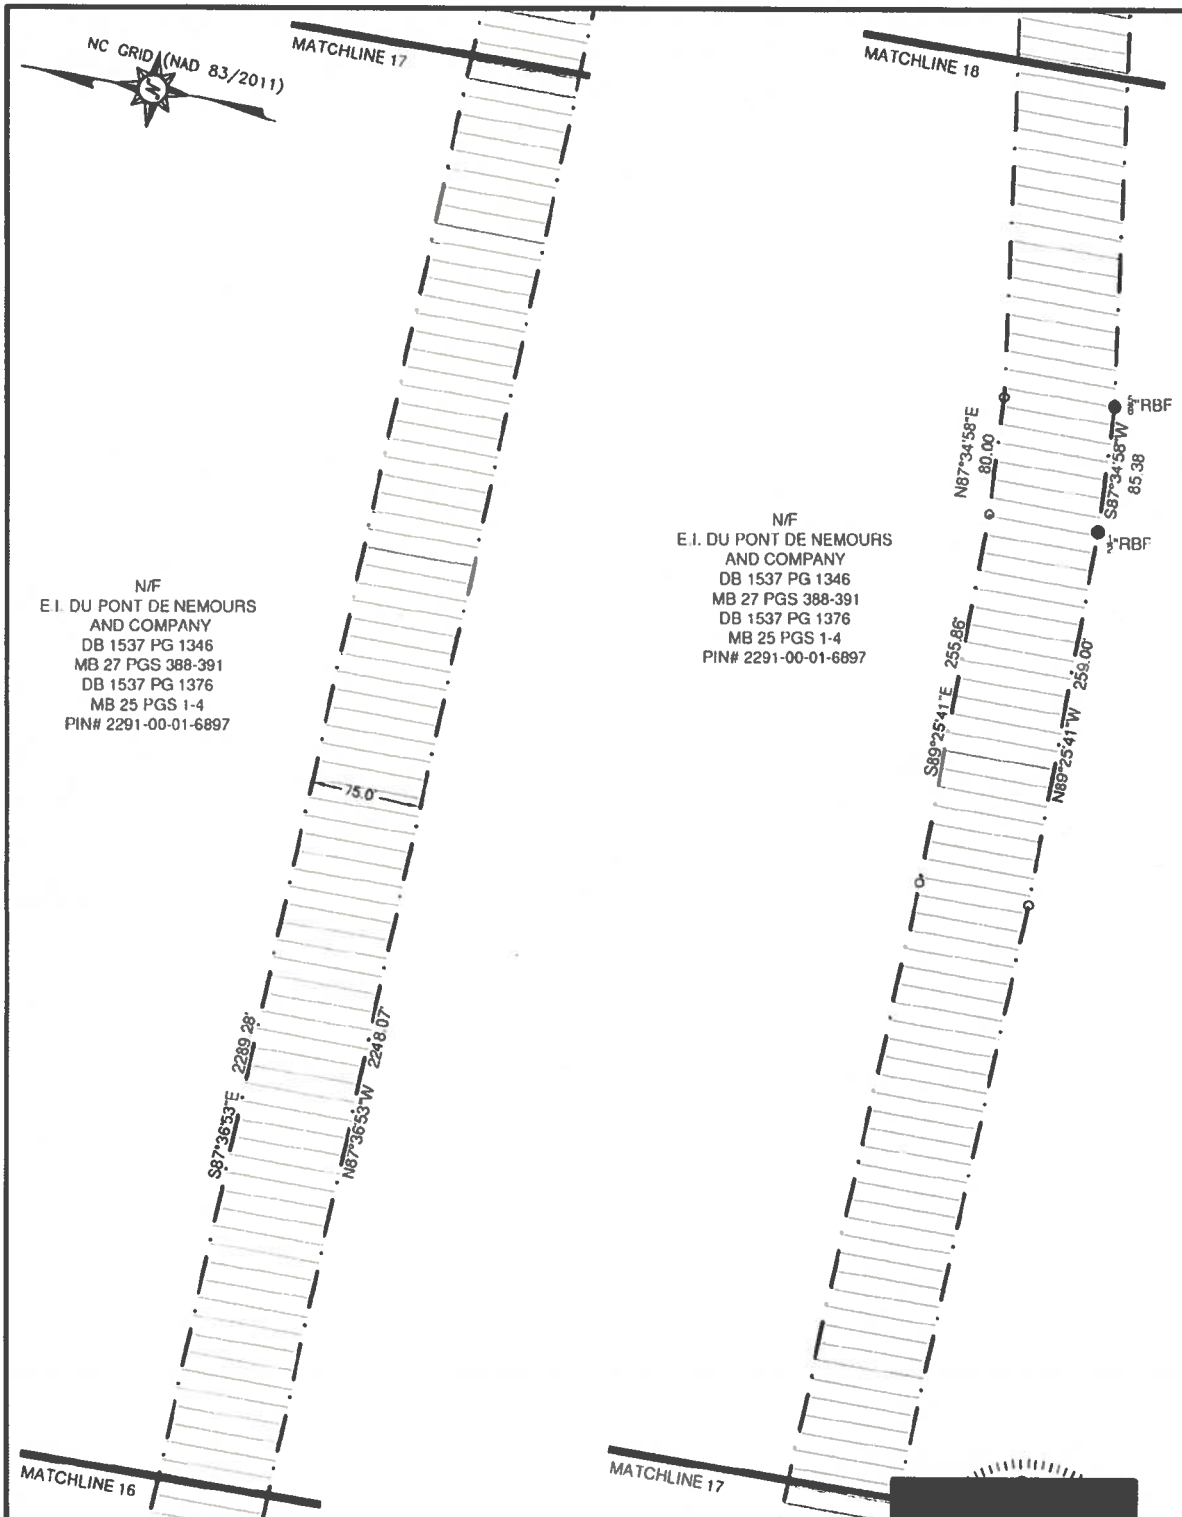 NC GRID (NAD 83/2011)
N
MATCHLINE 17
N/F
E.I. DU PONT DE NEMOURS
AND COMPANY
DB 1537 PG 1346
MB 27 PGS 388-391
DB 1537 PG 1376
MB 25 PGS 1-4
PIN# 2291-00-01-6897
75.0'
S87°36'53"E 2289.28'
N87°36'53"W 2248.07'
MATCHLINE 16
MATCHLINE 18
5/8"RBF
N87°34'58"E
80.00
S87°34'58"W
85.38
1/2"RBF
N/F
E.I. DU PONT DE NEMOURS
AND COMPANY
DB 1537 PG 1346
MB 27 PGS 388-391
DB 1537 PG 1376
MB 25 PGS 1-4
PIN# 2291-00-01-6897
S89°25'41"E 255.86'
N89°25'41"W 259.00'
MATCHLINE 17